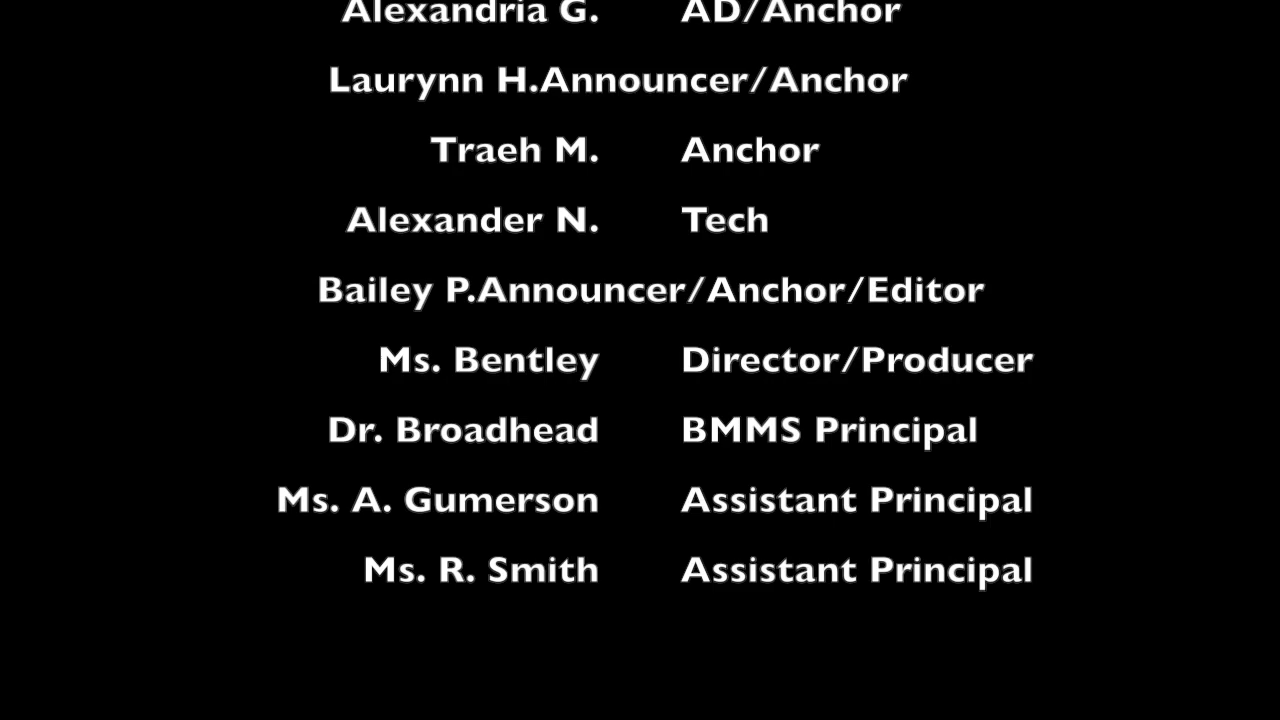 Alexandria G. AD/Anchor
Laurynn H.Announcer/Anchor
Traeh M. Anchor
Alexander N. Tech
Bailey P.Announcer/Anchor/Editor
Ms. Bentley Director/Producer
Dr. Broadhead BMMS Principal
Ms. A. Gumerson Assistant Principal
Ms. R. Smith Assistant Principal